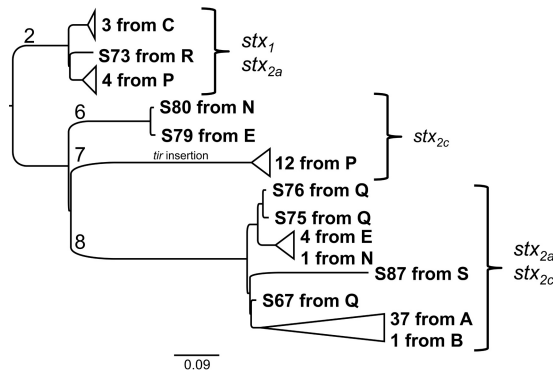 2
3 from C
S73 from R
4 from P
stx1
stx2a
6
S80 from N
S79 from E
7
tir insertion
12 from P
stx2c
8
S76 from Q
S75 from Q
4 from E
1 from N
S87 from S
S67 from Q
37 from A
1 from B
stx2a
stx2c
0.09